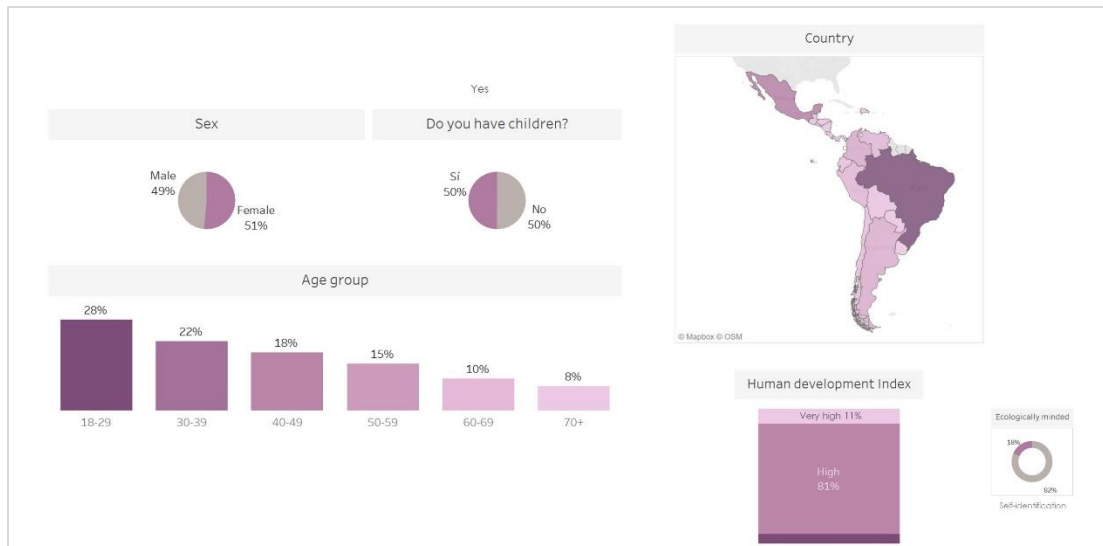 Country
Yes
Sex
Do you have children?
Male
49%
Female
51%
Sí
50%
No
50%
Age group
28%
22%
18%
15%
10%
8%
18-29
30-39
40-49
50-59
60-69
70+
© Mapbox © OSM
Human development Index
Very high 11%
High
81%
Ecologically minded
18%
82%
Self-identification